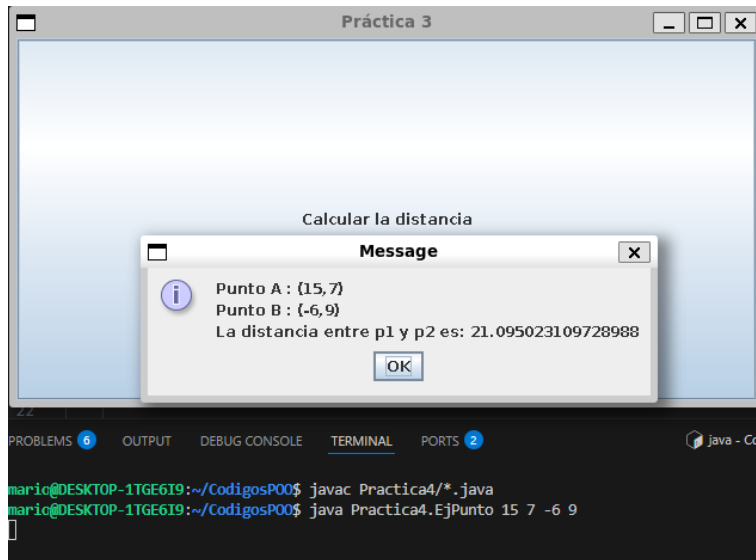 Práctica 3
Calcular la distancia
Message
Punto A : {15,7}
Punto B : {-6,9}
La distancia entre p1 y p2 es: 21.095023109728988
OK
22
PROBLEMS 6 OUTPUT DEBUG CONSOLE TERMINAL PORTS 2 java - Co
mario@DESKTOP-1TGE6I9:~/CodigosPOO$ javac Practica4/*.java
mario@DESKTOP-1TGE6I9:~/CodigosPOO$ java Practica4.EjPunto 15 7 -6 9